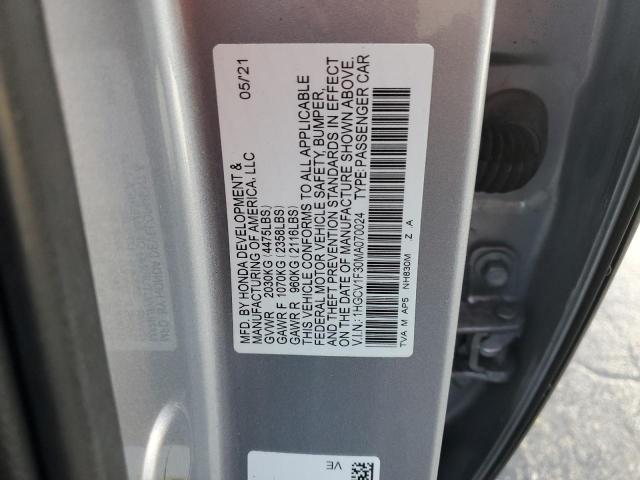 MFD. BY HONDA DEVELOPMENT & 05/'21
MANUFACTURING OF AMERICA, LLC
GVWR 2030KG (4475LBS)
GAWR F 1070KG (2358LBS)
GAWR R 960KG (2116LBS)
THIS VEHICLE CONFORMS TO ALL APPLICABLE
FEDERAL MOTOR VEHICLE SAFETY, BUMPER,
AND THEFT PREVENTION STANDARDS IN EFFECT
ON THE DATE OF MANUFACTURE SHOWN ABOVE.
V.I.N.: 1HGCV1F30MA070024 TYPE: PASSENGER CAR
TVA M AP5 NH830M Z .A
VE